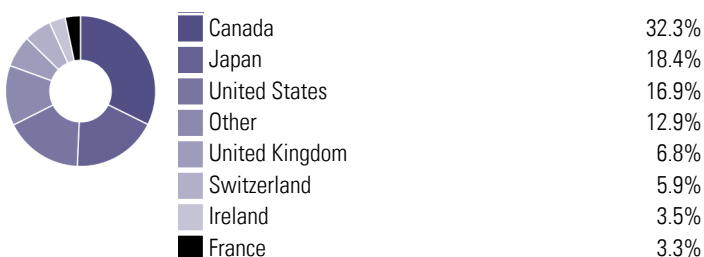 Canada 32.3%
Japan 18.4%
United States 16.9%
Other 12.9%
United Kingdom 6.8%
Switzerland 5.9%
Ireland 3.5%
France 3.3%